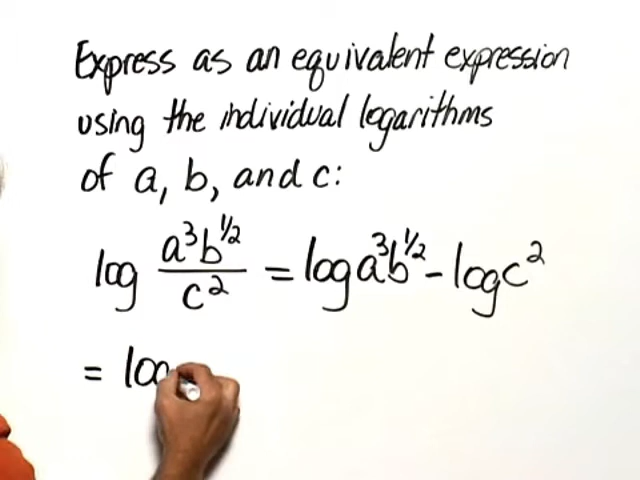 Express as an equivalent expression
using the individual logarithms
of a, b, and c:
log a³b^1/2 / c² = log a³b^1/2 - log c²
= lo